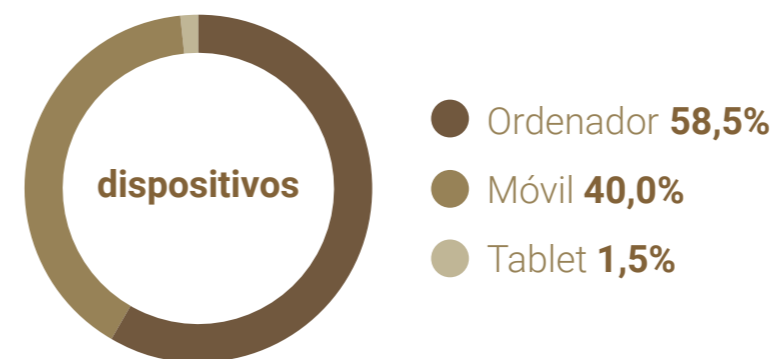 dispositivos
Ordenador 58,5%
Móvil 40,0%
Tablet 1,5%